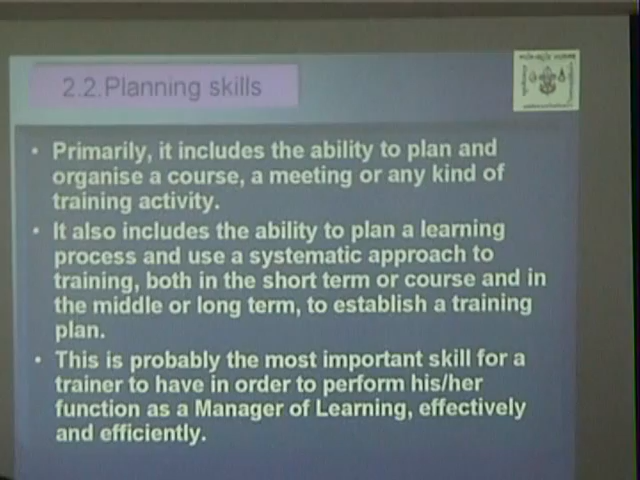 2.2.Planning skills
• Primarily, it includes the ability to plan and
organise a course, a meeting or any kind of
training activity.
• It also includes the ability to plan a learning
process and use a systematic approach to
training, both in the short term or course and in
the middle or long term, to establish a training
plan.
• This is probably the most important skill for a
trainer to have in order to perform his/her
function as a Manager of Learning, effectively
and efficiently.